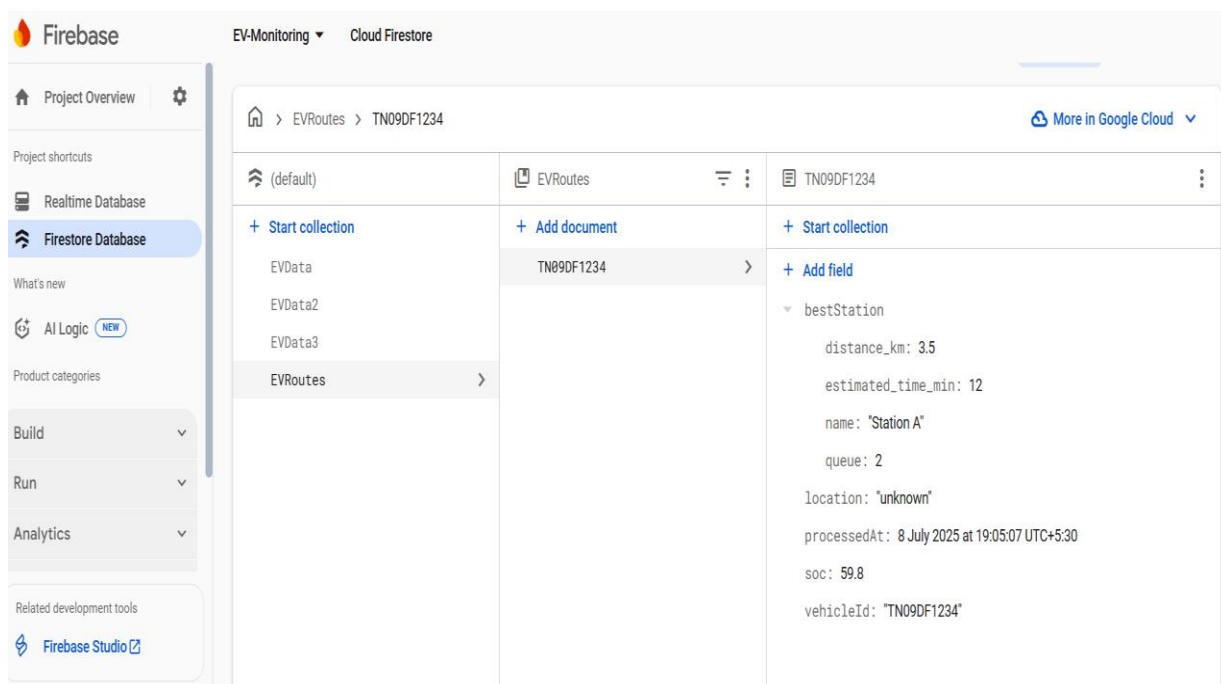 Firebase
EV-Monitoring Cloud Firestore
Project Overview
Project shortcuts
Realtime Database
Firestore Database
What's new
AI Logic NEW
Product categories
Build
Run
Analytics
Related development tools
Firebase Studio
> EVRoutes > TN09DF1234
More in Google Cloud
(default)
+ Start collection
EVData
EVData2
EVData3
EVRoutes
EVRoutes
+ Add document
TN09DF1234
TN09DF1234
+ Start collection
+ Add field
bestStation
distance_km: 3.5
estimated_time_min: 12
name: "Station A"
queue: 2
location: "unknown"
processedAt: 8 July 2025 at 19:05:07 UTC+5:30
soc: 59.8
vehicleId: "TN09DF1234"